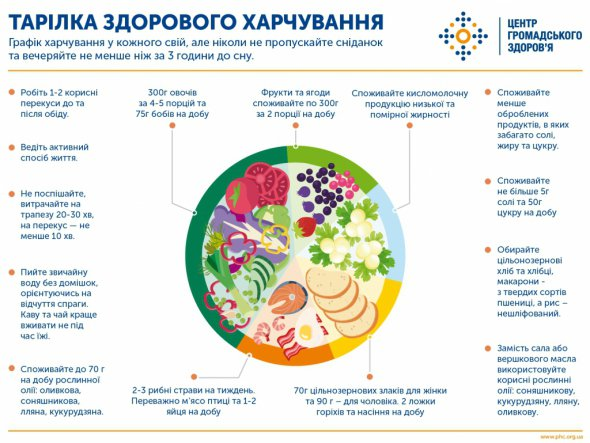 ТАРІЛКА ЗДОРОВОГО ХАРЧУВАННЯ
Графік харчування у кожного свій, але ніколи не пропускайте сніданок
та вечеряйте не менше ніж за 3 години до сну.
ЦЕНТР
ГРОМАДСЬКОГО
ЗДОРОВ'Я
Робіть 1-2 корисні
перекуси до та
після обіду.
Ведіть активний
спосіб життя.
Не поспішайте,
витрачайте на
трапезу 20-30 хв,
на перекус — не
менше 10 хв.
Пийте звичайну
воду без домішок,
орієнтуючись на
відчуття спраги.
Каву та чай краще
вживати не під
час їжі.
Споживайте до 70 г
на добу рослинної
олії: оливкова,
соняшникова,
лляна, кукурудзяна.
300г овочів
за 4-5 порцій та
75г бобів на добу
Фрукти та ягоди
споживайте по 300г
за 2 порції на добу
Споживайте кисломолочну
продукцію низької та
помірної жирності
2-3 рибні страви на тиждень.
Переважно м'ясо птиці та 1-2
яйця на добу
70г цільнозернових злаків для жінки
та 90 г – для чоловіка. 2 ложки
горіхів та насіння на добу
Споживайте
менше
оброблених
продуктів, в яких
забагато солі,
жиру та цукру.
Споживайте
не більше 5г
солі та 50г
цукру на добу
Обирайте
цільнозернові
хліб та хлібці,
макарони -
з твердих сортів
пшениці, а рис –
нешліфований.
Замість сала або
вершкового масла
використовуйте
корисні рослинні
олії: соняшникову,
кукурудзяну, лляну,
оливкову.
www.phc.org.ua